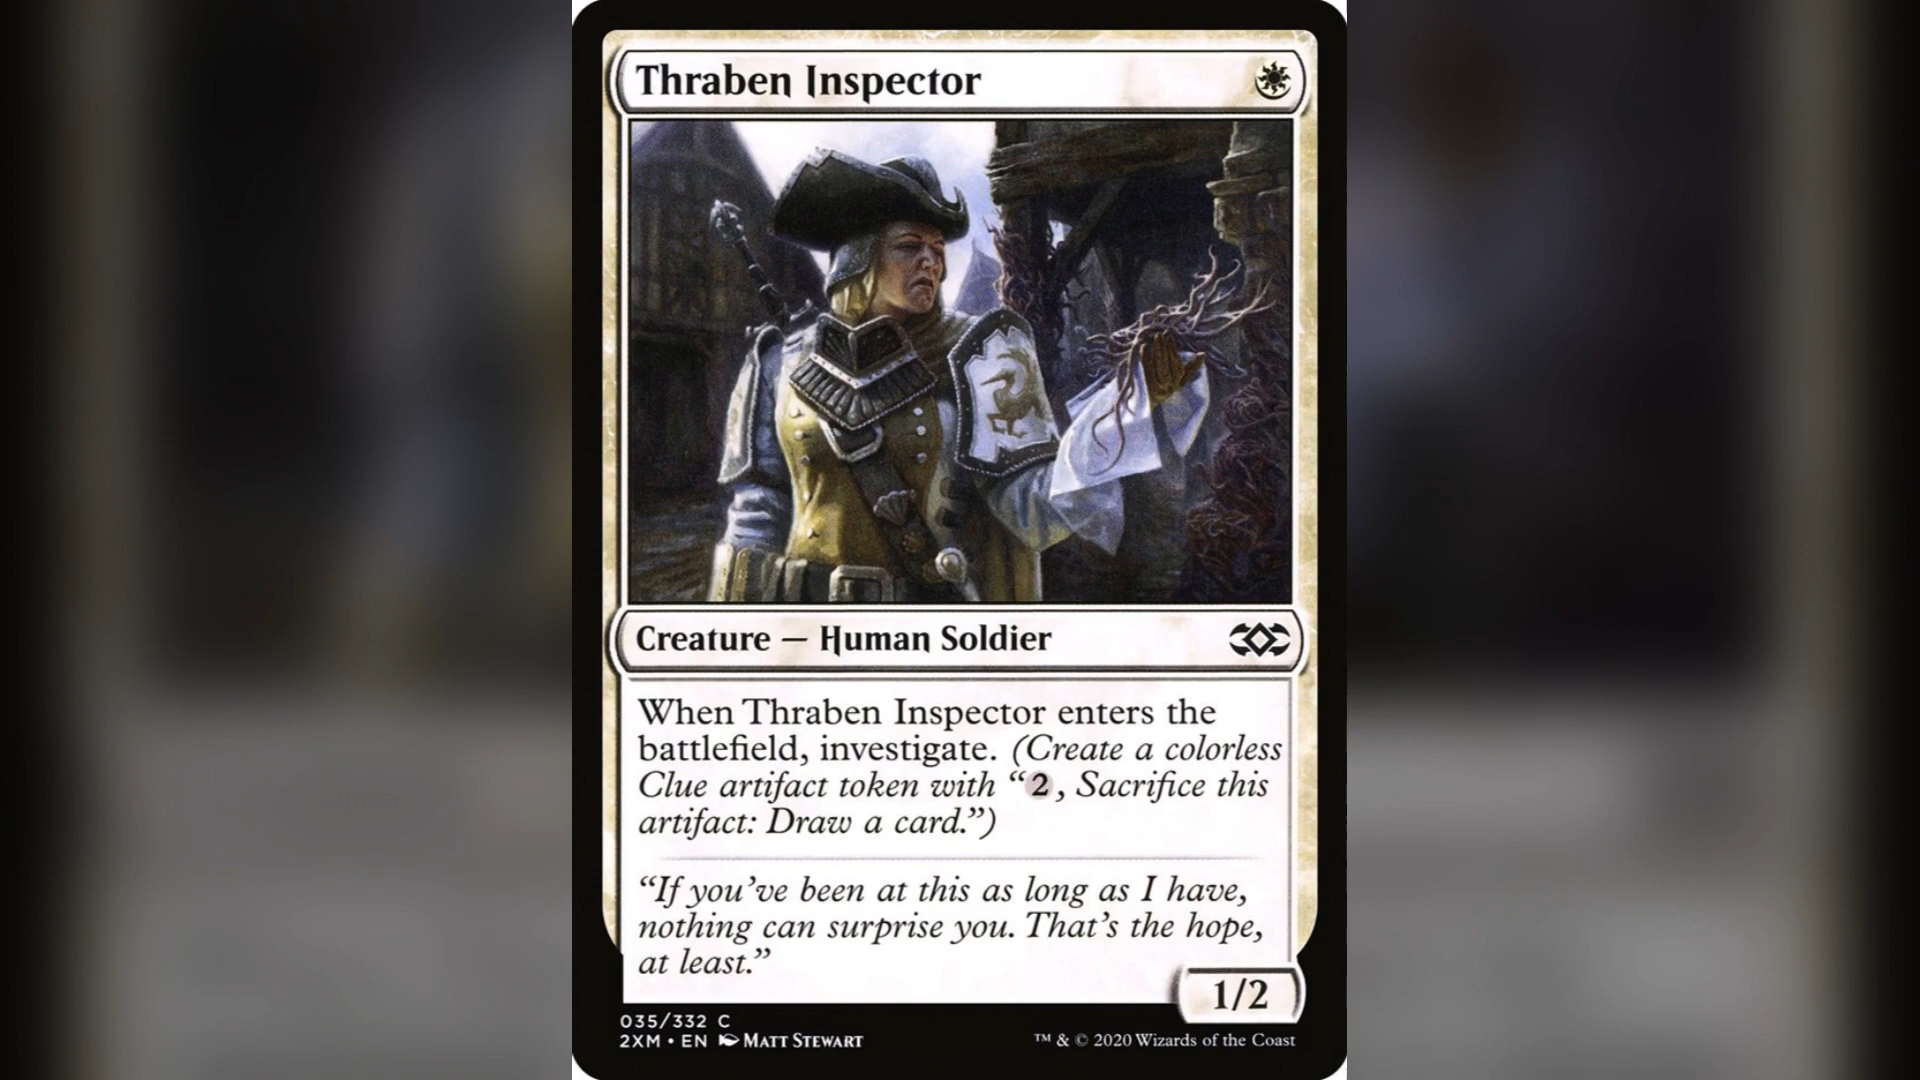 Thraben Inspector
Creature — Human Soldier
When Thraben Inspector enters the
battlefield, investigate. (Create a colorless
Clue artifact token with “2, Sacrifice this
artifact: Draw a card.”)
“If you’ve been at this as long as I have,
nothing can surprise you. That’s the hope,
at least.”
1/2
035/332 C
2XM • EN Matt Stewart
™ & © 2020 Wizards of the Coast